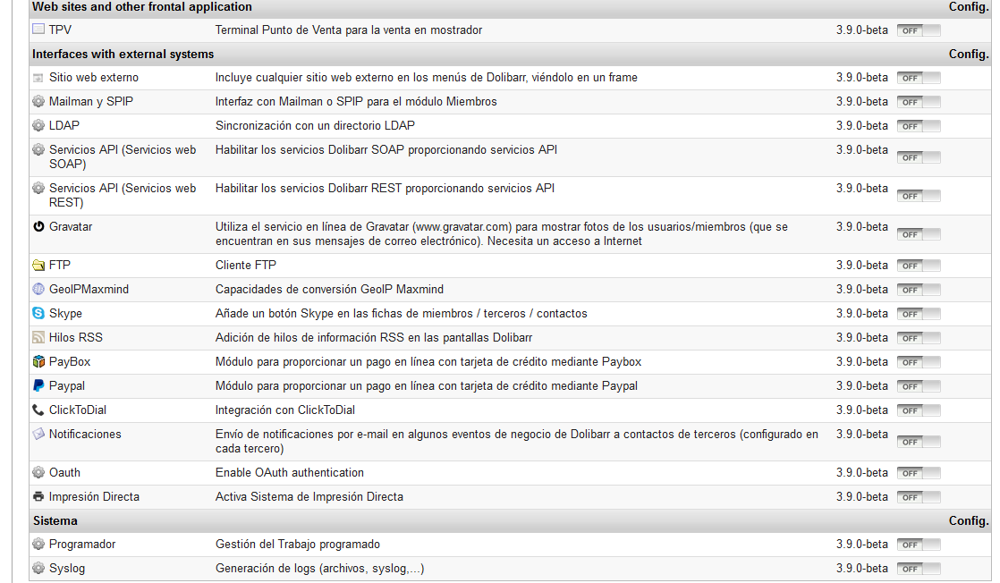 Web sites and other frontal application Config.
TPV Terminal Punto de Venta para la venta en mostrador 3.9.0-beta OFF
Interfaces with external systems Config.
Sitio web externo Incluye cualquier sitio web externo en los menús de Dolibarr, viéndolo en un frame 3.9.0-beta OFF
Mailman y SPIP Interfaz con Mailman o SPIP para el módulo Miembros 3.9.0-beta OFF
LDAP Sincronización con un directorio LDAP 3.9.0-beta OFF
Servicios API (Servicios web Habilitar los servicios Dolibarr SOAP proporcionando servicios API 3.9.0-beta OFF
SOAP)
Servicios API (Servicios web Habilitar los servicios Dolibarr REST proporcionando servicios API 3.9.0-beta OFF
REST)
Gravatar Utiliza el servicio en línea de Gravatar (www.gravatar.com) para mostrar fotos de los usuarios/miembros (que se 3.9.0-beta OFF
encuentran en sus mensajes de correo electrónico). Necesita un acceso a Internet
FTP Cliente FTP 3.9.0-beta OFF
GeoIPMaxmind Capacidades de conversión GeoIP Maxmind 3.9.0-beta OFF
Skype Añade un botón Skype en las fichas de miembros / terceros / contactos 3.9.0-beta OFF
Hilos RSS Adición de hilos de información RSS en las pantallas Dolibarr 3.9.0-beta OFF
PayBox Módulo para proporcionar un pago en línea con tarjeta de crédito mediante Paybox 3.9.0-beta OFF
Paypal Módulo para proporcionar un pago en línea con tarjeta de crédito mediante Paypal 3.9.0-beta OFF
ClickToDial Integración con ClickToDial 3.9.0-beta OFF
Notificaciones Envío de notificaciones por e-mail en algunos eventos de negocio de Dolibarr a contactos de terceros (configurado en 3.9.0-beta OFF
cada tercero)
Oauth Enable OAuth authentication 3.9.0-beta OFF
Impresión Directa Activa Sistema de Impresión Directa 3.9.0-beta OFF
Sistema Config.
Programador Gestión del Trabajo programado 3.9.0-beta OFF
Syslog Generación de logs (archivos, syslog,...) 3.9.0-beta OFF